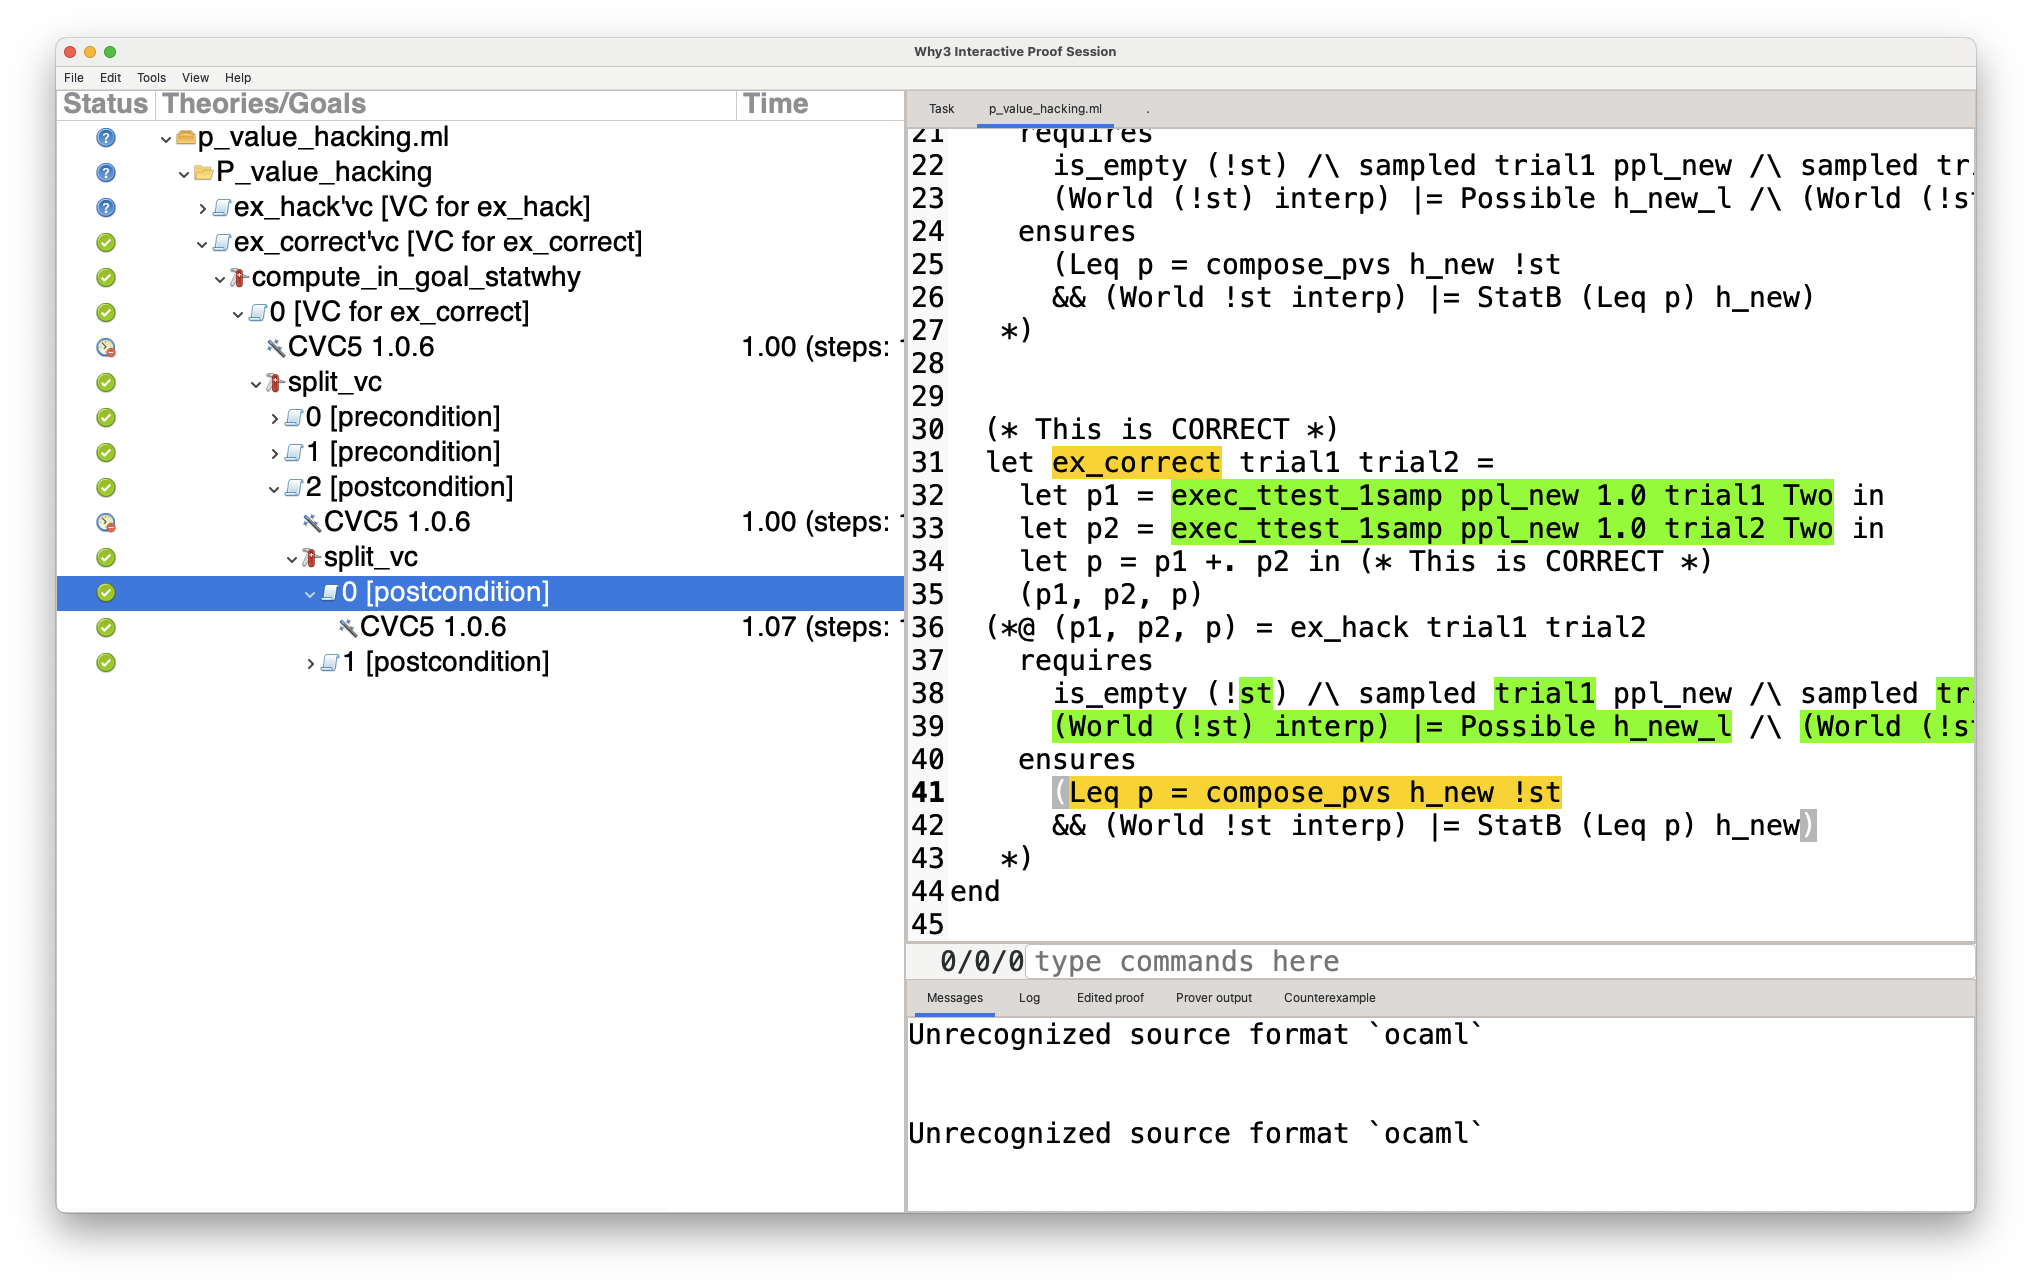 Why3 Interactive Proof Session
File Edit Tools View Help
Status Theories/Goals Time
p_value_hacking.ml
P_value_hacking
ex_hack'vc [VC for ex_hack]
ex_correct'vc [VC for ex_correct]
compute_in_goal_statwhy
0 [VC for ex_correct]
CVC5 1.0.6 1.00 (steps:
split_vc
0 [precondition]
1 [precondition]
2 [postcondition]
CVC5 1.0.6 1.00 (steps:
split_vc
0 [postcondition]
CVC5 1.0.6 1.07 (steps:
1 [postcondition]
Task p_value_hacking.ml .
21 requires
22 is_empty (!st) /\ sampled trial1 ppl_new /\ sampled
23 (World (!st) interp) |= Possible h_new_l /\ (World
24 ensures
25 (Leq p = compose_pvs h_new !st
26 && (World !st interp) |= StatB (Leq p) h_new)
27 *)
28
29
30 (* This is CORRECT *)
31 let ex_correct trial1 trial2 =
32 let p1 = exec_ttest_1samp ppl_new 1.0 trial1 Two in
33 let p2 = exec_ttest_1samp ppl_new 1.0 trial2 Two in
34 let p = p1 +. p2 in (* This is CORRECT *)
35 (p1, p2, p)
36 (*@ (p1, p2, p) = ex_hack trial1 trial2
37 requires
38 is_empty (!st) /\ sampled trial1 ppl_new /\ sampled
39 (World (!st) interp) |= Possible h_new_l /\ (World
40 ensures
41 (Leq p = compose_pvs h_new !st
42 && (World !st interp) |= StatB (Leq p) h_new)
43 *)
44 end
45
0/0/0 type commands here
Messages Log Edited proof Prover output Counterexample
Unrecognized source format `ocaml`
Unrecognized source format `ocaml`